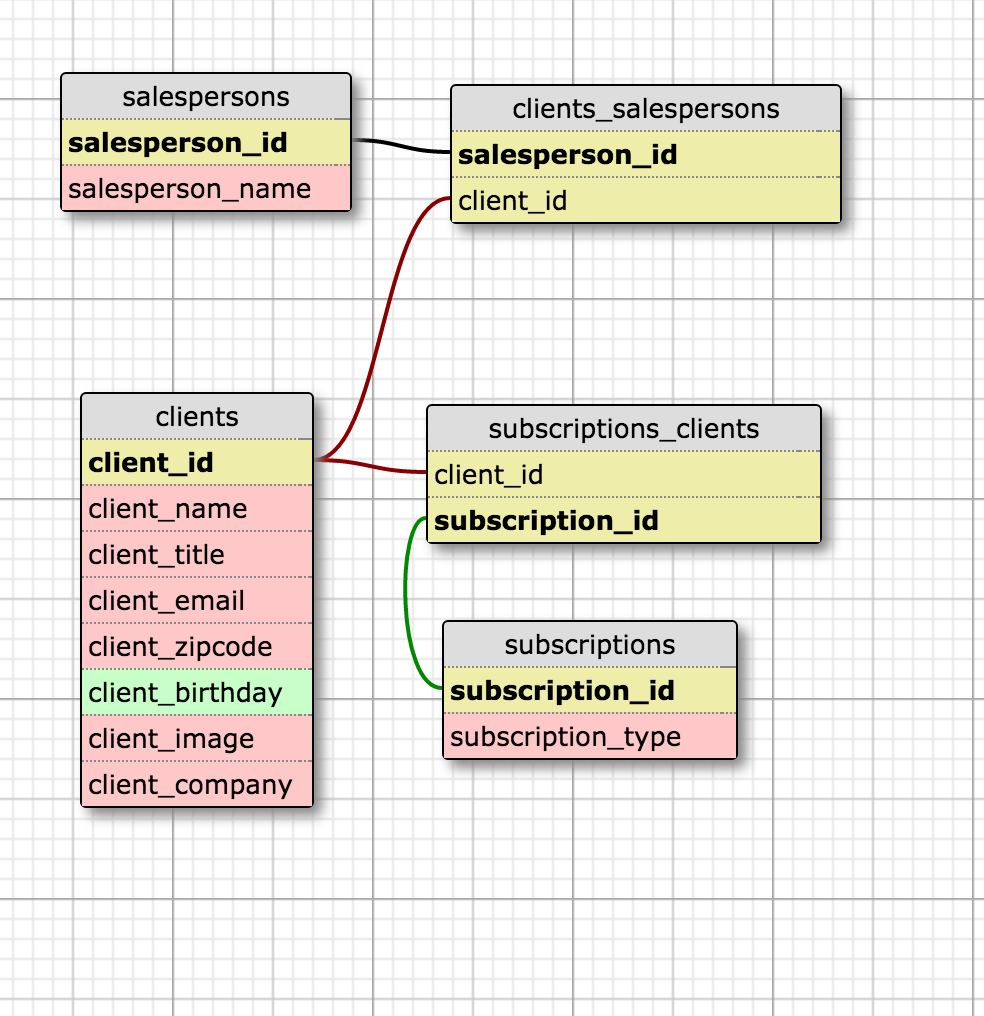 salespersons
salesperson_id
salesperson_name
clients_salespersons
salesperson_id
client_id
clients
client_id
client_name
client_title
client_email
client_zipcode
client_birthday
client_image
client_company
subscriptions_clients
client_id
subscription_id
subscriptions
subscription_id
subscription_type